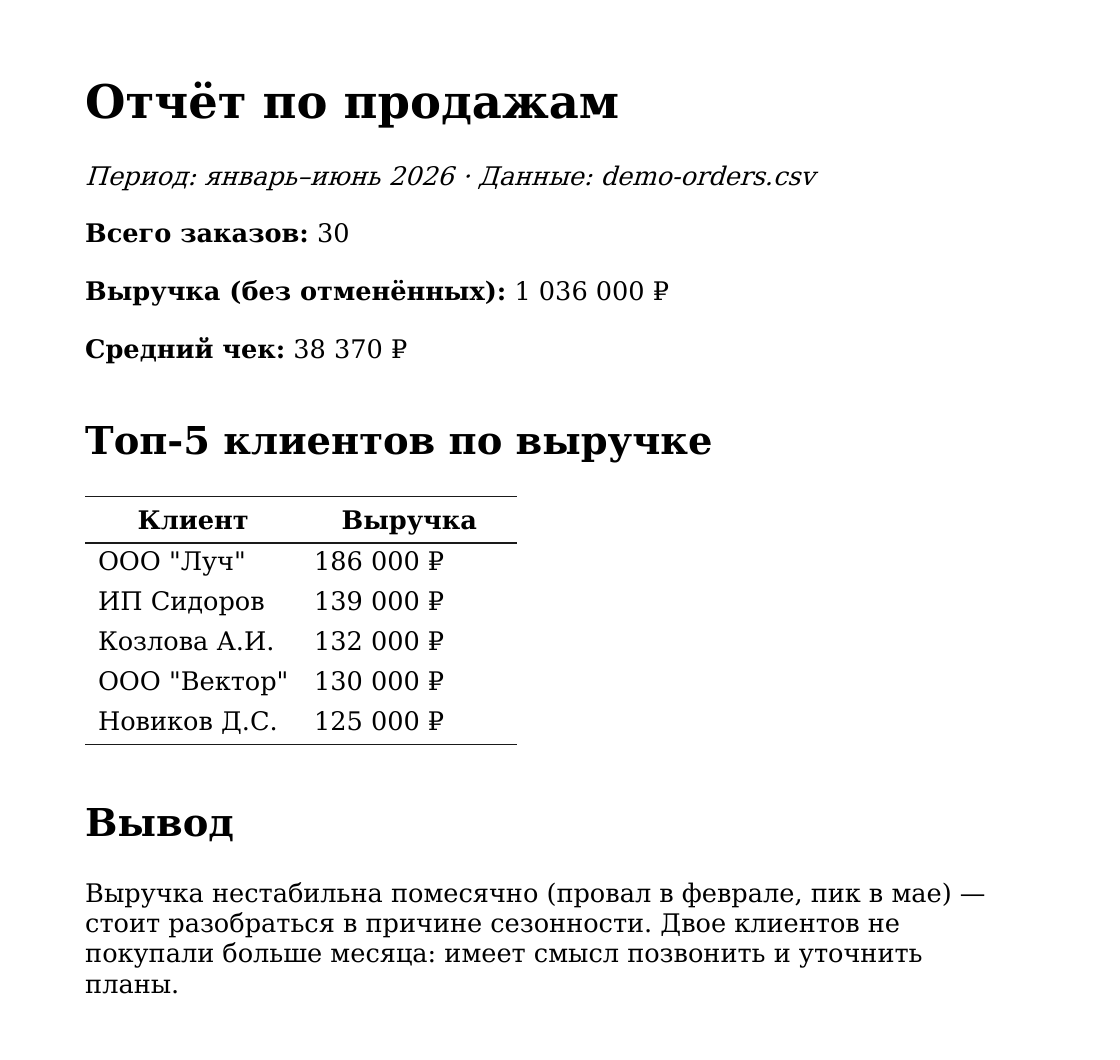 Отчёт по продажам
Период: январь–июнь 2026 · Данные: demo-orders.csv
Всего заказов: 30
Выручка (без отменённых): 1 036 000 ₽
Средний чек: 38 370 ₽
Топ-5 клиентов по выручке
Клиент Выручка
ООО "Луч" 186 000 ₽
ИП Сидоров 139 000 ₽
Козлова А.И. 132 000 ₽
ООО "Вектор" 130 000 ₽
Новиков Д.С. 125 000 ₽
Вывод
Выручка нестабильна помесячно (провал в феврале, пик в мае) —
стоит разобраться в причине сезонности. Двое клиентов не
покупали больше месяца: имеет смысл позвонить и уточнить
планы.